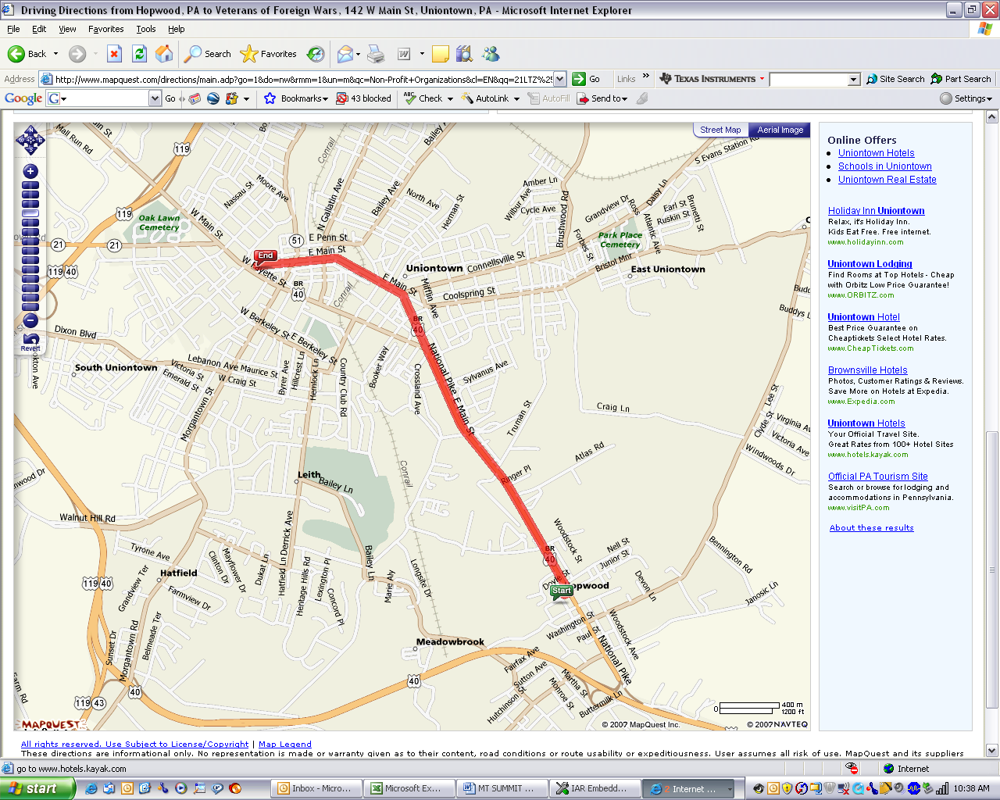 Driving Directions from Hopwood, PA to Veterans of Foreign Wars, 142 W Main St, Uniontown, PA - Microsoft Internet Explorer
File Edit View Favorites Tools Help
Back Search Favorites
Address http://www.mapquest.com/directions/main.adp?go=1&do=nw&rmm=1&un=m&qc=Non-Profit+Organizations&cl=EN&qq=21LTZ%25 Go Links » TEXAS INSTRUMENTS Site Search Part Search
Google G Go Bookmarks 43 blocked Check AutoLink AutoFill Send to Settings
Street Map Aerial Image
Revert
N
W E
S
Mall Run Rd
119
Conrail
Bailey Ave
S Evans Station Rd
Moore Ave
Nassau St
N Gallatin Ave
Bailey Ave
North Ave
Herman St
Amber Ln
Wilbur Ave
Cycle Ave
Brushwood Rd
Grandview Dr
Ross
Daisy Ln
Earl St
Ruskin St
Brunetti St
Atlantic Ave
Forbes St
Park Place
Cemetery
Bristol Mnr
East Uniontown
119
W Main St
Oak Lawn
Cemetery
21
21
119 40
51
E Penn St
E Main St
End
W Fayette St
BR
40
Conrail
E Main St
Uniontown
Connellsville St
Coolspring St
Mifflin Ave
Buddys Ln
BR
40
Dixon Blvd
W Berkeley St
E Berkeley St
South Uniontown
Victoria St
Emerald St
Lebanon Ave
Maurice St
W Craig St
Byrer Ave
Hillcrest Ln
Hemlock Ln
Country Club Rd
Booker Way
Crossland Ave
National Pike
E Main St
Sylvanus Ave
Truman St
Craig Ln
Lee St
Clyde St
Virginia Av
Victoria Ave
Windwoods Dr
Morgantown St
Atlas Rd
Ringer Pl
Leith
Bailey Ln
Conrail
nwood Dr
Walnut Hill Rd
Tyrone Ave
Hatfield
Grandview Ter
Farmview Dr
Clinton Dr
Mayflower Dr
Dukat Ln
Hatfield Ln
Derrick Ave
Heritage Hills Rd
Lexington Pl
Concord Pl
Bailey Ln
Marie Aly
Longsite Dr
119 40
Woodstock St
BR
40
Nell St
Junior St
Doyle St
Start
opwood
Devon Ln
Bennington Rd
Janosic Ln
Washington St
Paul St
Woodstock Ave
National Pike
Meadowbrook
Sunset Dr
Morgantown Rd
Belmeade Ter
Farm Rd
119 43
40
40
Fairfax Ave
Sutton Ave
Hutchinson St
Monroe St
Martha St
Buttermilk Ln
40
0 400 m
1200 ft
MAPQUEST
© 2007 MapQuest Inc. © 2007 NAVTEQ
Online Offers
Uniontown Hotels
Schools in Uniontown
Uniontown Real Estate
Holiday Inn Uniontown
Relax, it's Holiday Inn.
Kids Eat Free. Free internet.
www.holidayinn.com
Uniontown Lodging
Find Rooms at Top Hotels - Cheap
with Orbitz Low Price Guarantee!
www.ORBITZ.com
Uniontown Hotel
Best Price Guarantee on
Cheaptickets Select Hotel Rates.
www.CheapTickets.com
Brownsville Hotels
Photos, Customer Ratings & Reviews.
Save More on Hotels at Expedia.
www.Expedia.com
Uniontown Hotels
Your Official Travel Site.
Great Rates from 100+ Hotel Sites
www.hotels.kayak.com
Official PA Tourism Site
Search or browse for lodging and
accommodations in Pennsylvania.
www.visitPA.com
About these results
All rights reserved. Use Subject to License/Copyright | Map Legend
These directions are informational only. No representation is made or warranty given as to their content, road conditions or route usability or expeditiousness. User assumes all risk of use. MapQuest and its suppliers
go to www.hotels.kayak.com Internet
start Inbox - Micro... Microsoft Ex... MT SUMMIT ... IAR Embedd... 2 Internet ... 10:38 AM